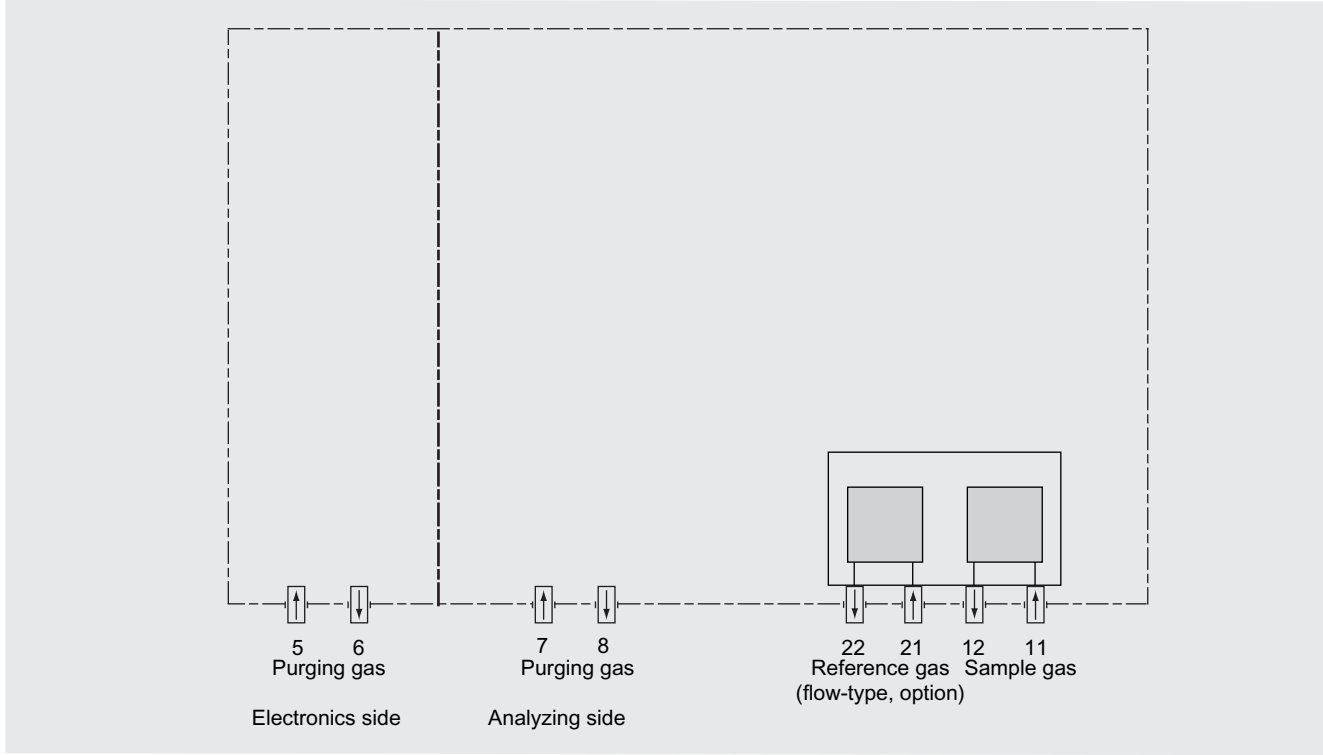 5 6 7 8 22 21 12 11
Purging gas Purging gas Reference gas Sample gas
(flow-type, option)
Electronics side Analyzing side